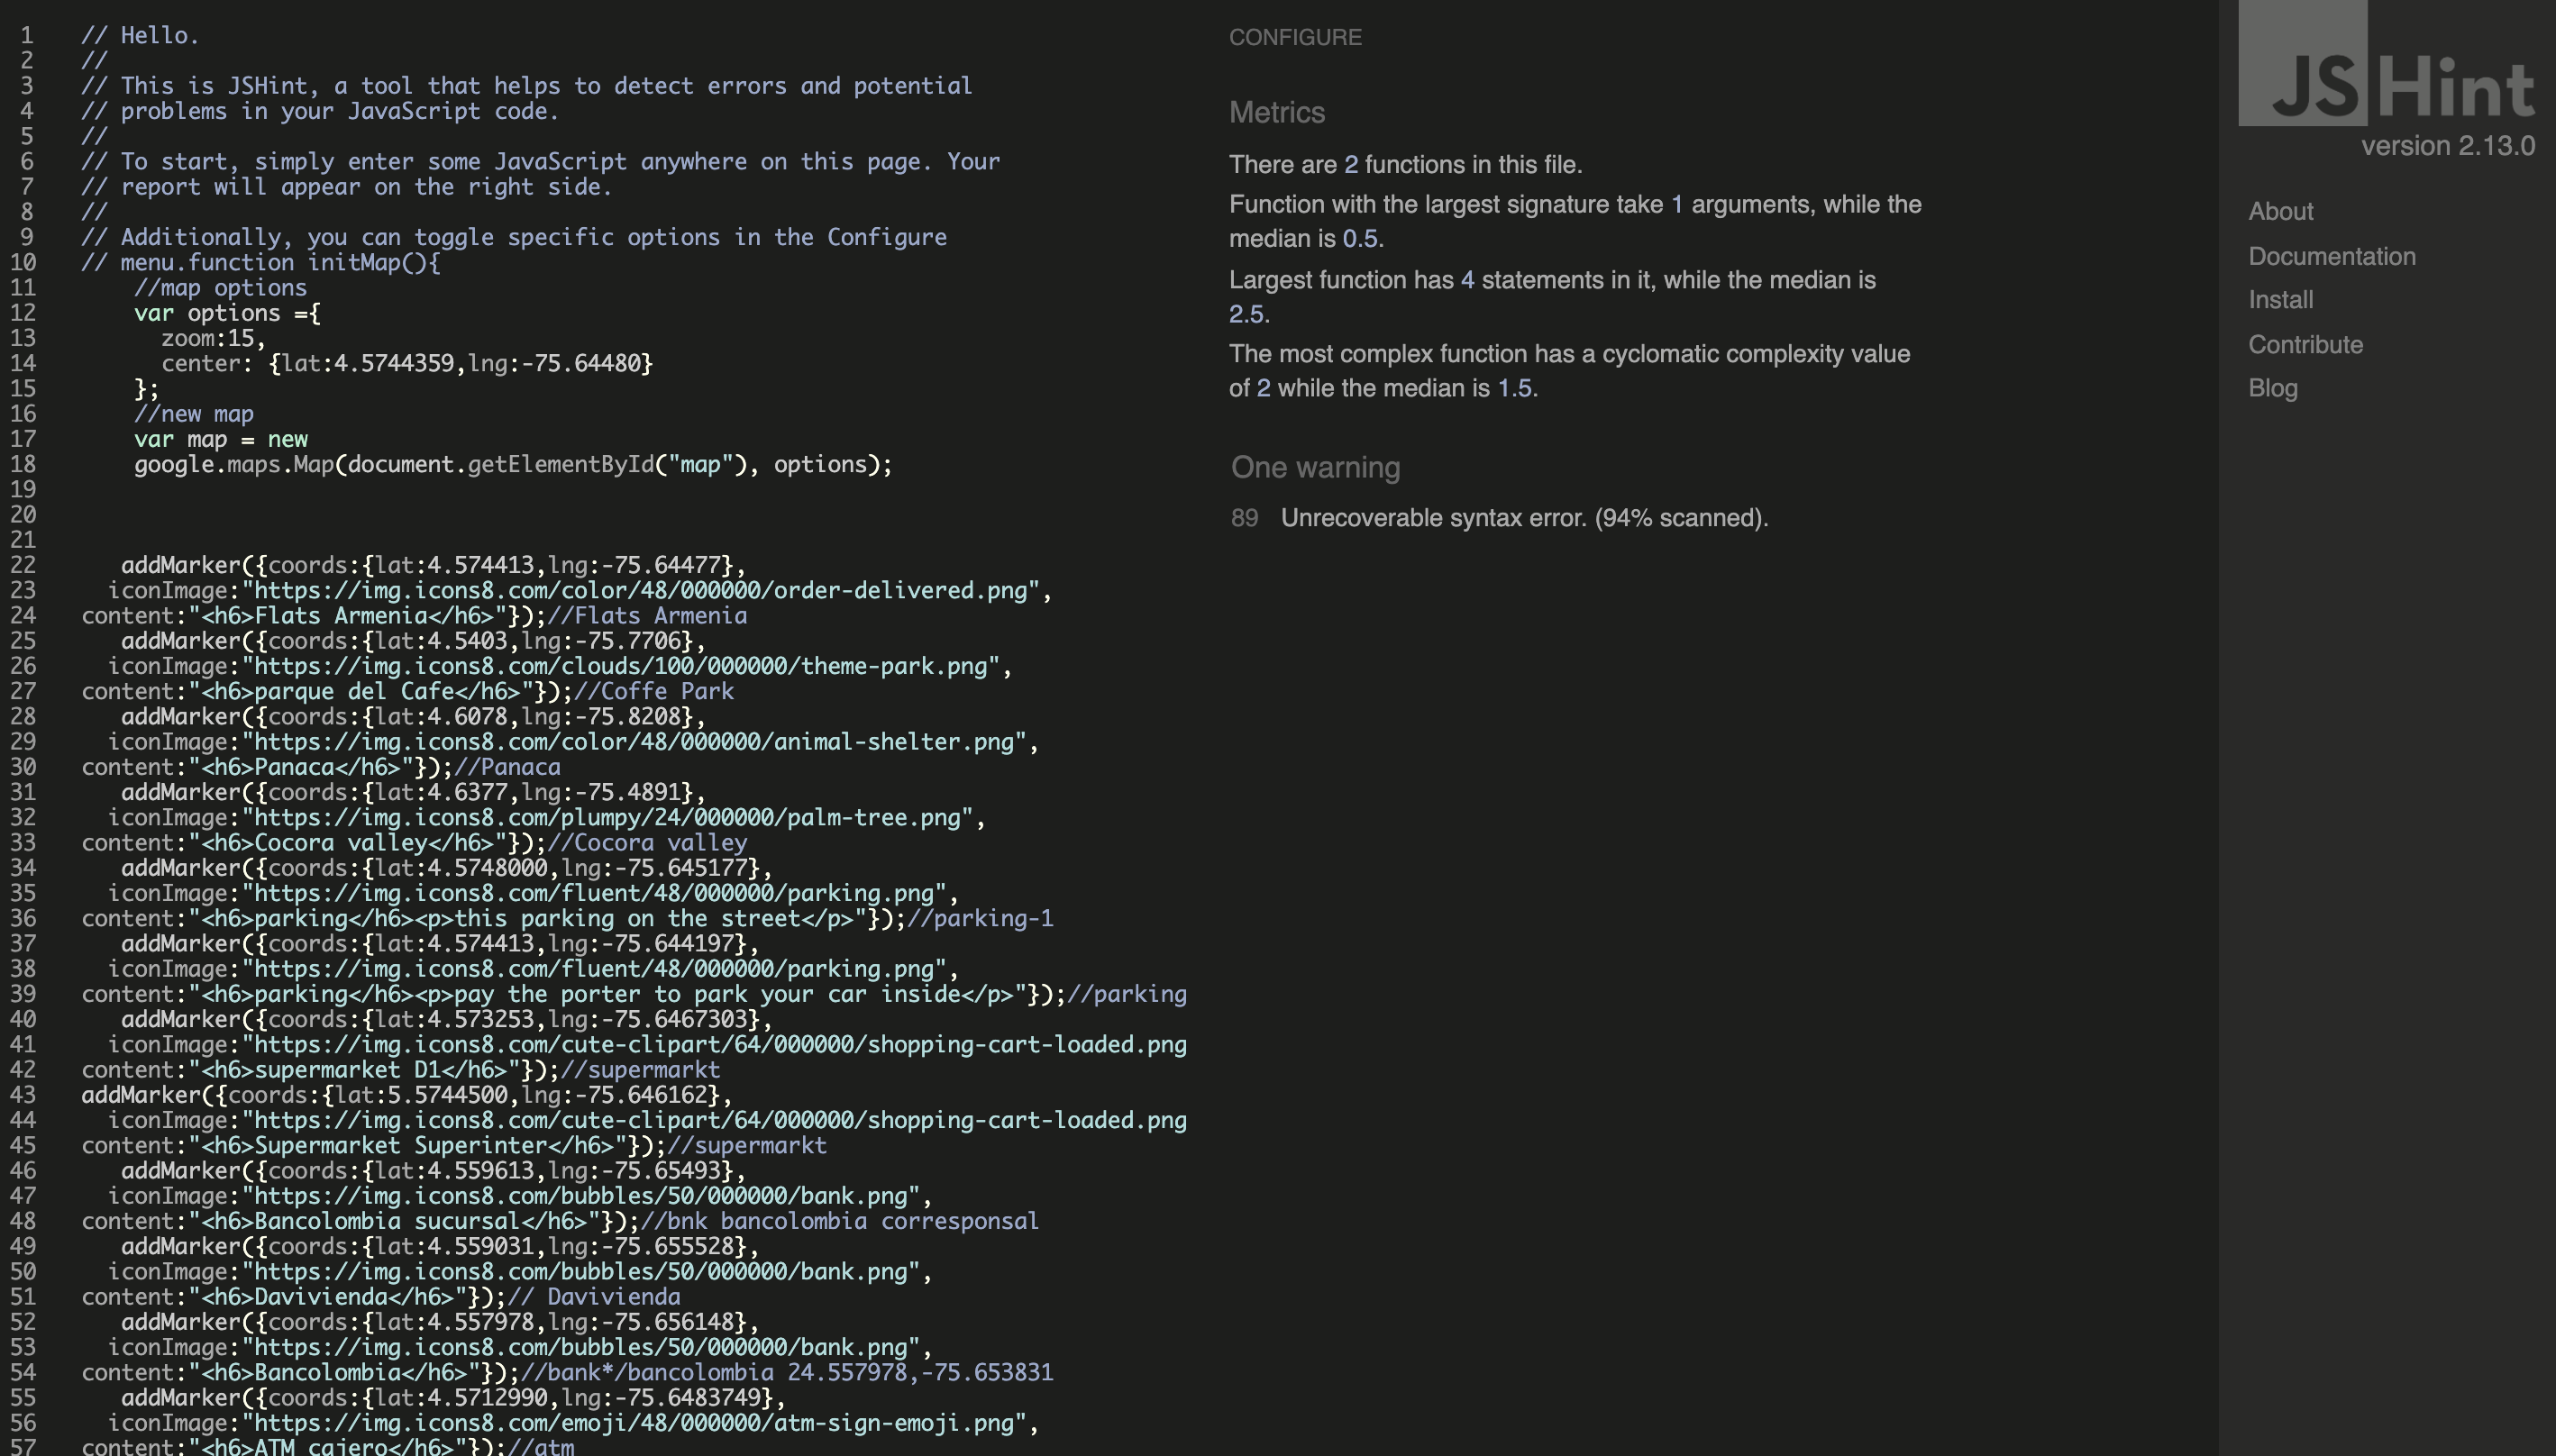 1 // Hello.
2 //
3 // This is JSHint, a tool that helps to detect errors and potential
4 // problems in your JavaScript code.
5 //
6 // To start, simply enter some JavaScript anywhere on this page. Your
7 // report will appear on the right side.
8 //
9 // Additionally, you can toggle specific options in the Configure
10 // menu.function initMap(){
11 //map options
12 var options ={
13 zoom:15,
14 center: {lat:4.5744359,lng:-75.64480}
15 };
16 //new map
17 var map = new
18 google.maps.Map(document.getElementById("map"), options);
19
20
21
22 addMarker({coords:{lat:4.574413,lng:-75.64477},
23 iconImage:"https://img.icons8.com/color/48/000000/order-delivered.png",
24 content:"<h6>Flats Armenia</h6>"});//Flats Armenia
25 addMarker({coords:{lat:4.5403,lng:-75.7706},
26 iconImage:"https://img.icons8.com/clouds/100/000000/theme-park.png",
27 content:"<h6>parque del Cafe</h6>"});//Coffe Park
28 addMarker({coords:{lat:4.6078,lng:-75.8208},
29 iconImage:"https://img.icons8.com/color/48/000000/animal-shelter.png",
30 content:"<h6>Panaca</h6>"});//Panaca
31 addMarker({coords:{lat:4.6377,lng:-75.4891},
32 iconImage:"https://img.icons8.com/plumpy/24/000000/palm-tree.png",
33 content:"<h6>Cocora valley</h6>"});//Cocora valley
34 addMarker({coords:{lat:4.5748000,lng:-75.645177},
35 iconImage:"https://img.icons8.com/fluent/48/000000/parking.png",
36 content:"<h6>parking</h6><p>this parking on the street</p>"});//parking-1
37 addMarker({coords:{lat:4.574413,lng:-75.644197},
38 iconImage:"https://img.icons8.com/fluent/48/000000/parking.png",
39 content:"<h6>parking</h6><p>pay the porter to park your car inside</p>"});//parking
40 addMarker({coords:{lat:4.573253,lng:-75.6467303},
41 iconImage:"https://img.icons8.com/cute-clipart/64/000000/shopping-cart-loaded.png
42 content:"<h6>supermarket D1</h6>"});//supermarkt
43 addMarker({coords:{lat:5.5744500,lng:-75.646162},
44 iconImage:"https://img.icons8.com/cute-clipart/64/000000/shopping-cart-loaded.png
45 content:"<h6>Supermarket Superinter</h6>"});//supermarkt
46 addMarker({coords:{lat:4.559613,lng:-75.65493},
47 iconImage:"https://img.icons8.com/bubbles/50/000000/bank.png",
48 content:"<h6>Bancolombia sucursal</h6>"});//bnk bancolombia corresponsal
49 addMarker({coords:{lat:4.559031,lng:-75.655528},
50 iconImage:"https://img.icons8.com/bubbles/50/000000/bank.png",
51 content:"<h6>Davivienda</h6>"});// Davivienda
52 addMarker({coords:{lat:4.557978,lng:-75.656148},
53 iconImage:"https://img.icons8.com/bubbles/50/000000/bank.png",
54 content:"<h6>Bancolombia</h6>"});//bank*/bancolombia 24.557978,-75.653831
55 addMarker({coords:{lat:4.5712990,lng:-75.6483749},
56 iconImage:"https://img.icons8.com/emoji/48/000000/atm-sign-emoji.png",
57 content:"<h6>ATM cajero</h6>"});//atm
CONFIGURE
Metrics
There are 2 functions in this file.
Function with the largest signature take 1 arguments, while the
median is 0.5.
Largest function has 4 statements in it, while the median is
2.5.
The most complex function has a cyclomatic complexity value
of 2 while the median is 1.5.
One warning
89 Unrecoverable syntax error. (94% scanned).
JSHint
version 2.13.0
About
Documentation
Install
Contribute
Blog